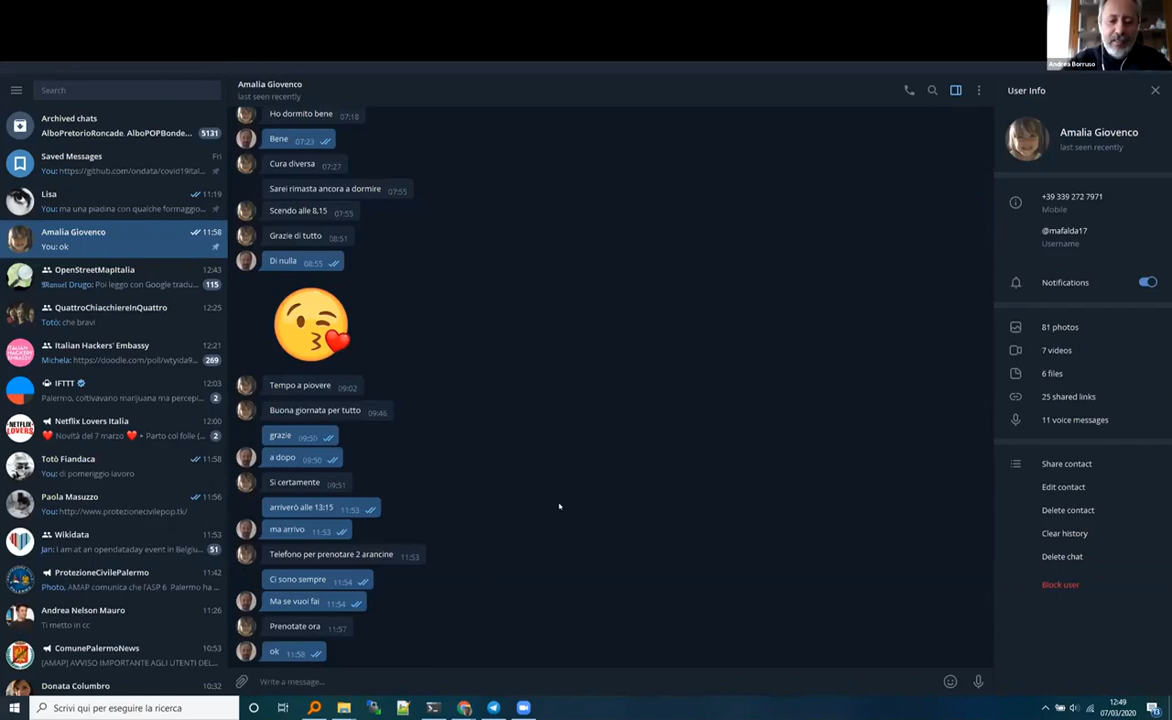 Andrea Borruso
Search
Archived chats
AlboPretorioRoncade, AlboPOPBonde... 5131
Saved Messages Fri
You: https://github.com/ondata/covid19ital...
Lisa 11:19
You: ma una piadina con qualche formaggio...
Amalia Giovenco 11:58
You: ok
OpenStreetMapItalia 12:43
Manuel Drugo: Poi leggo con Google tradu... 115
QuattroChiacchiereInQuattro 12:25
Totò: che bravi
Italian Hackers' Embassy 12:21
Michela: https://doodle.com/poll/wtyida9... 269
IFTTT 12:03
Palermo, coltivavano marijuana ma percepi... 2
Netflix Lovers Italia 12:00
Novità del 7 marzo ❤️ ▸ Parto col folle (... 2
Totò Fiandaca 11:58
You: di pomeriggio lavoro
Paola Masuzzo 11:56
You: http://www.protezionecivilepop.tk/
Wikidata 11:53
Jan: I am at an opendataday event in Belgiu... 51
ProtezioneCivilePalermo 11:42
Photo, AMAP comunica che l'ASP 6 Palermo ha ...
Andrea Nelson Mauro 11:26
Ti metto in cc
ComunePalermoNews 10:53
[AMAP] AVVISO IMPORTANTE AGLI UTENTI DEL...
Donata Columbro 10:32
Amalia Giovenco
last seen recently
Ho dormito bene 07:18
Bene 07:23
Cura diversa 07:27
Sarei rimasta ancora a dormire 07:55
Scendo alle 8,15 07:55
Grazie di tutto 08:51
Di nulla 08:55
Tempo a piovere 09:02
Buona giornata per tutto 09:46
grazie 09:50
a dopo 09:50
Si certamente 09:51
arriverò alle 13:15 11:53
ma arrivo 11:53
Telefono per prenotare 2 arancine 11:53
Ci sono sempre 11:54
Ma se vuoi fai 11:54
Prenotate ora 11:57
ok 11:58
Write a message...
User Info
Amalia Giovenco
last seen recently
+39 339 272 7971
Mobile
@mafalda17
Username
Notifications
81 photos
7 videos
6 files
25 shared links
11 voice messages
Share contact
Edit contact
Delete contact
Clear history
Delete chat
Block user
Scrivi qui per eseguire la ricerca
12:49
07/03/2020